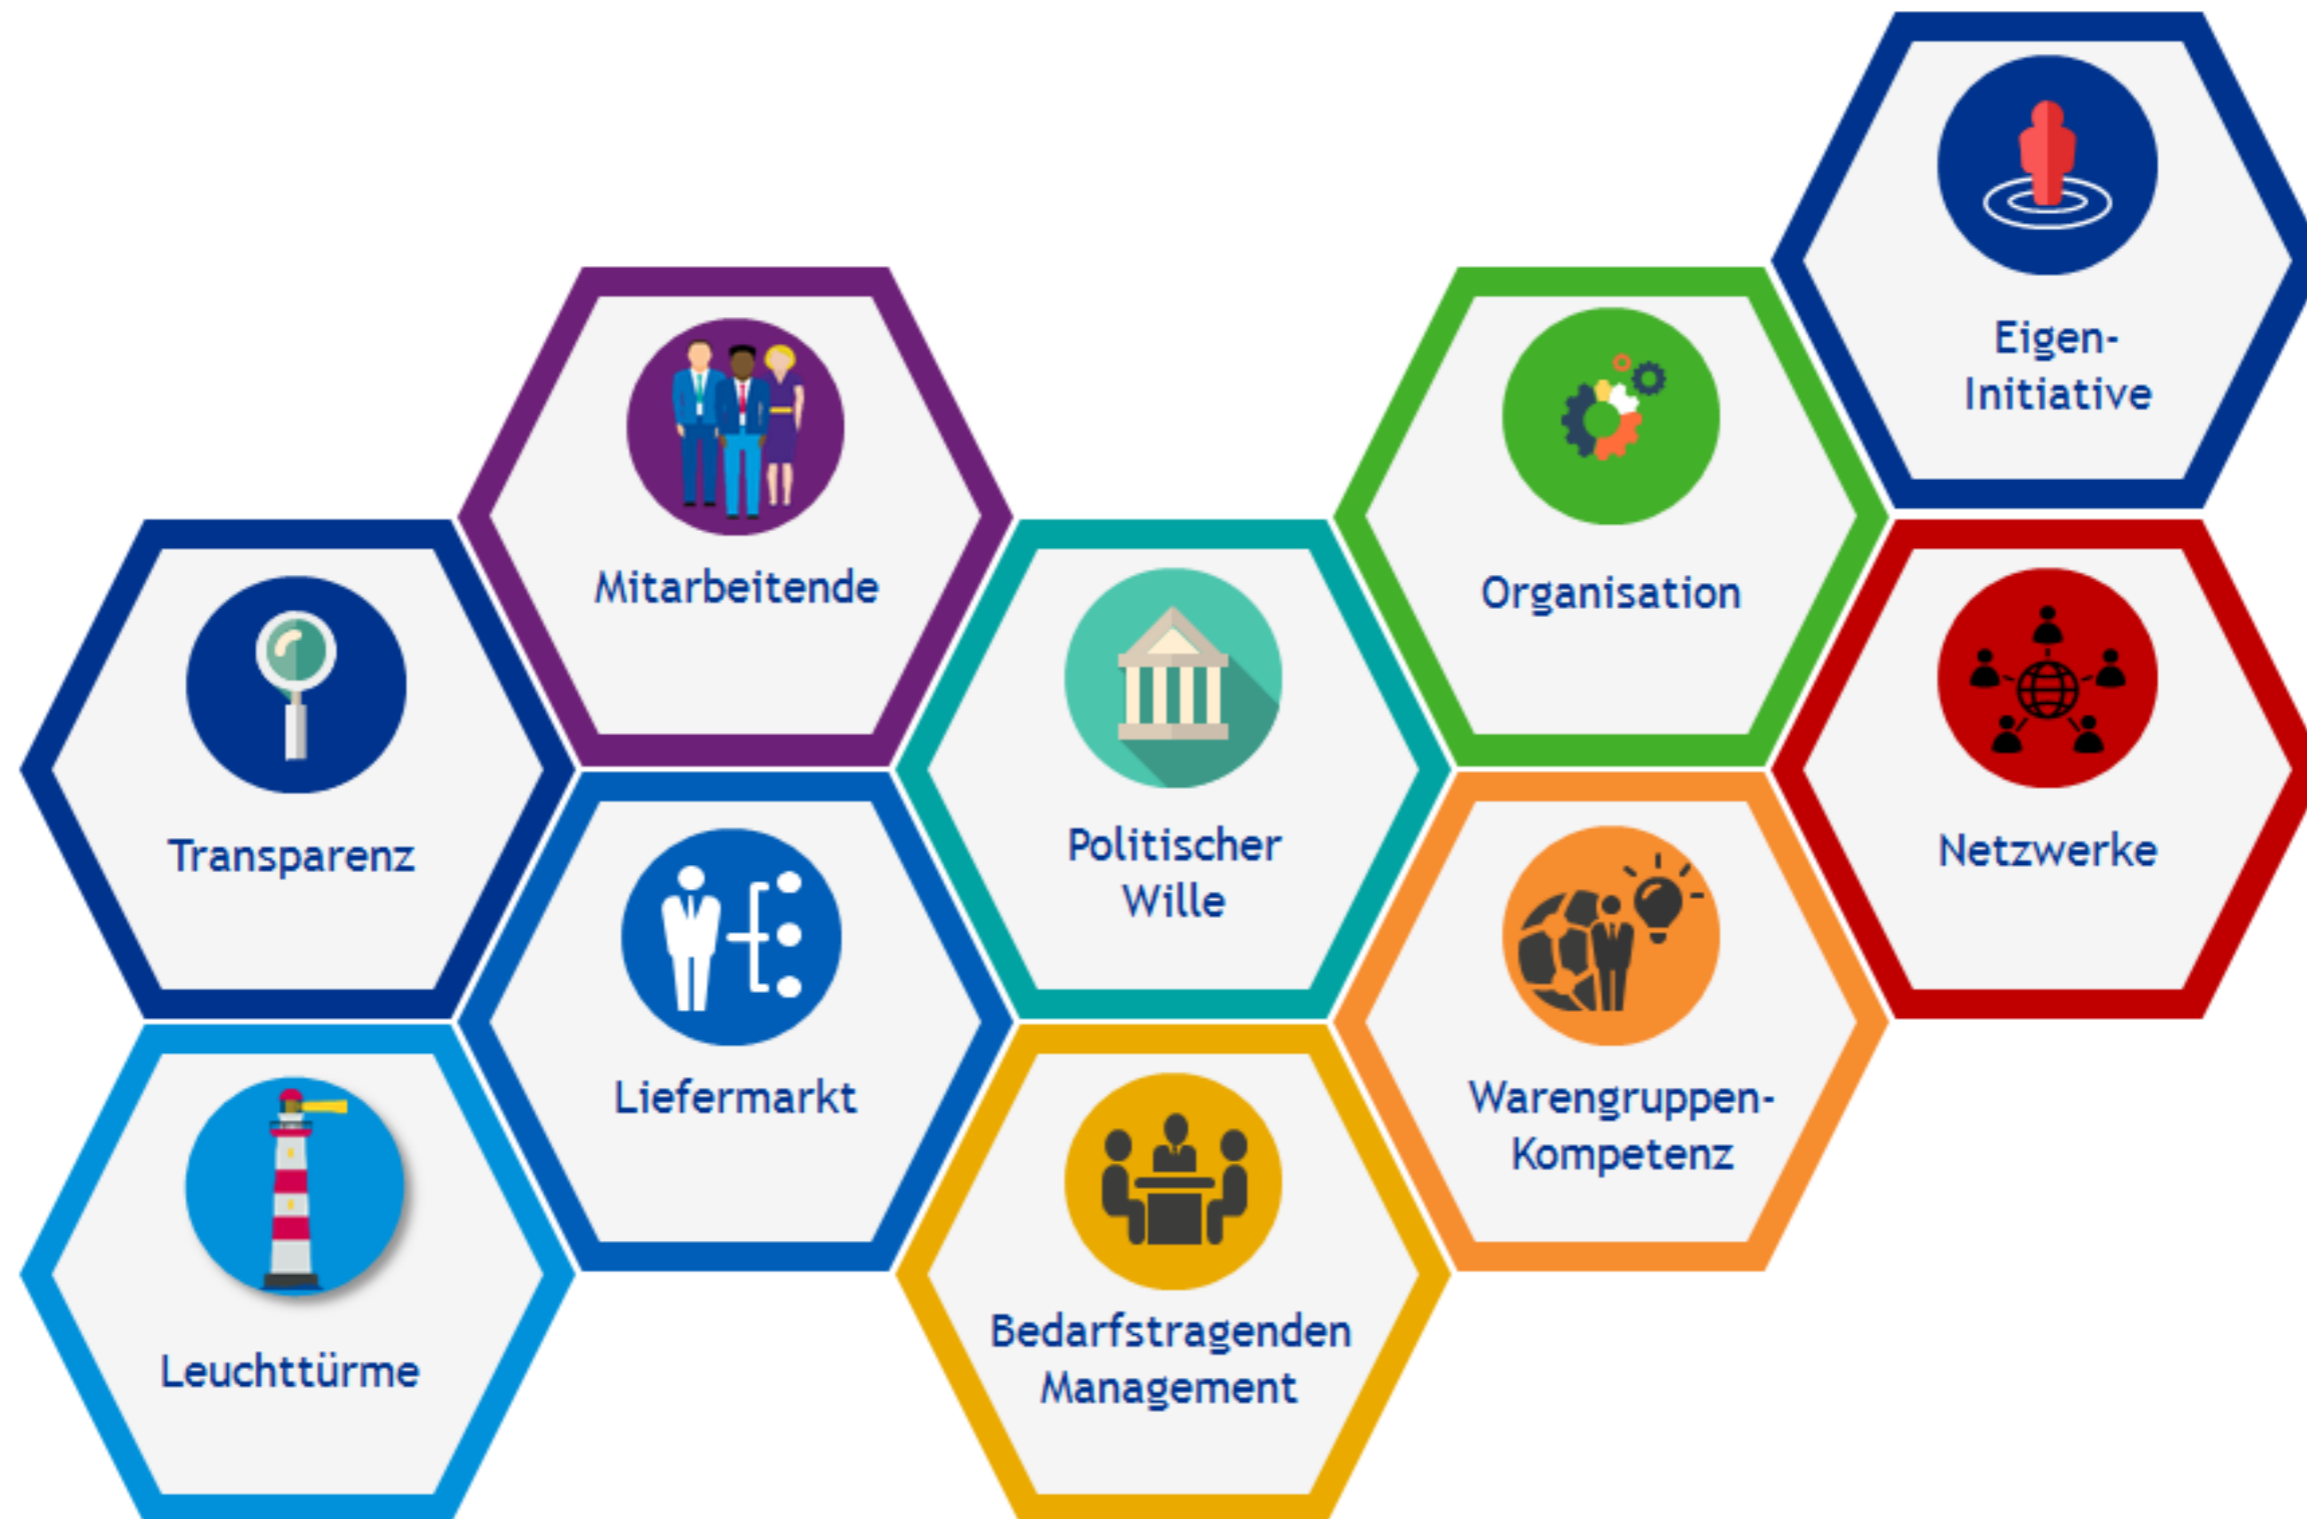 Eigen-
Initiative
Mitarbeitende
Organisation
Transparenz
Politischer
Wille
Netzwerke
Liefermarkt
Warengruppen-
Kompetenz
Leuchttürme
Bedarfstragenden
Management